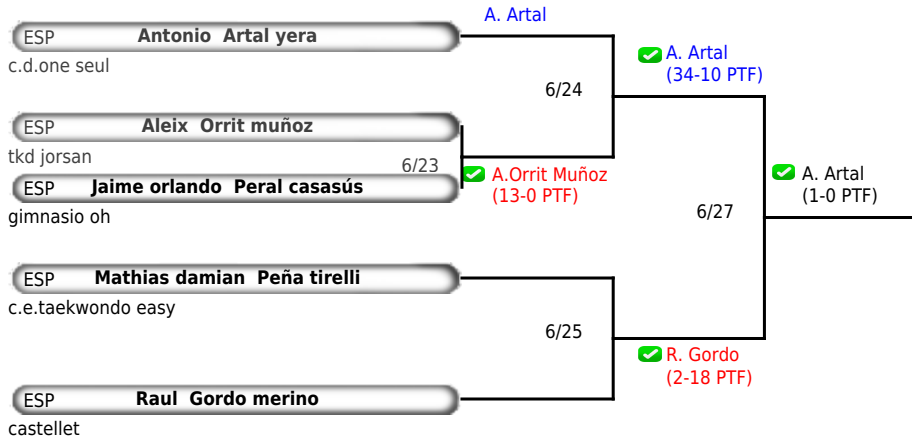 A. Artal
ESP Antonio Artal yera
c.d.one seul
A. Artal
(34-10 PTF)
6/24
ESP Aleix Orrit muñoz
tkd jorsan
6/23
A.Orrit Muñoz
(13-0 PTF)
A. Artal
(1-0 PTF)
ESP Jaime orlando Peral casasús
gimnasio oh
6/27
ESP Mathias damian Peña tirelli
c.e.taekwondo easy
6/25
R. Gordo
(2-18 PTF)
ESP Raul Gordo merino
castellet